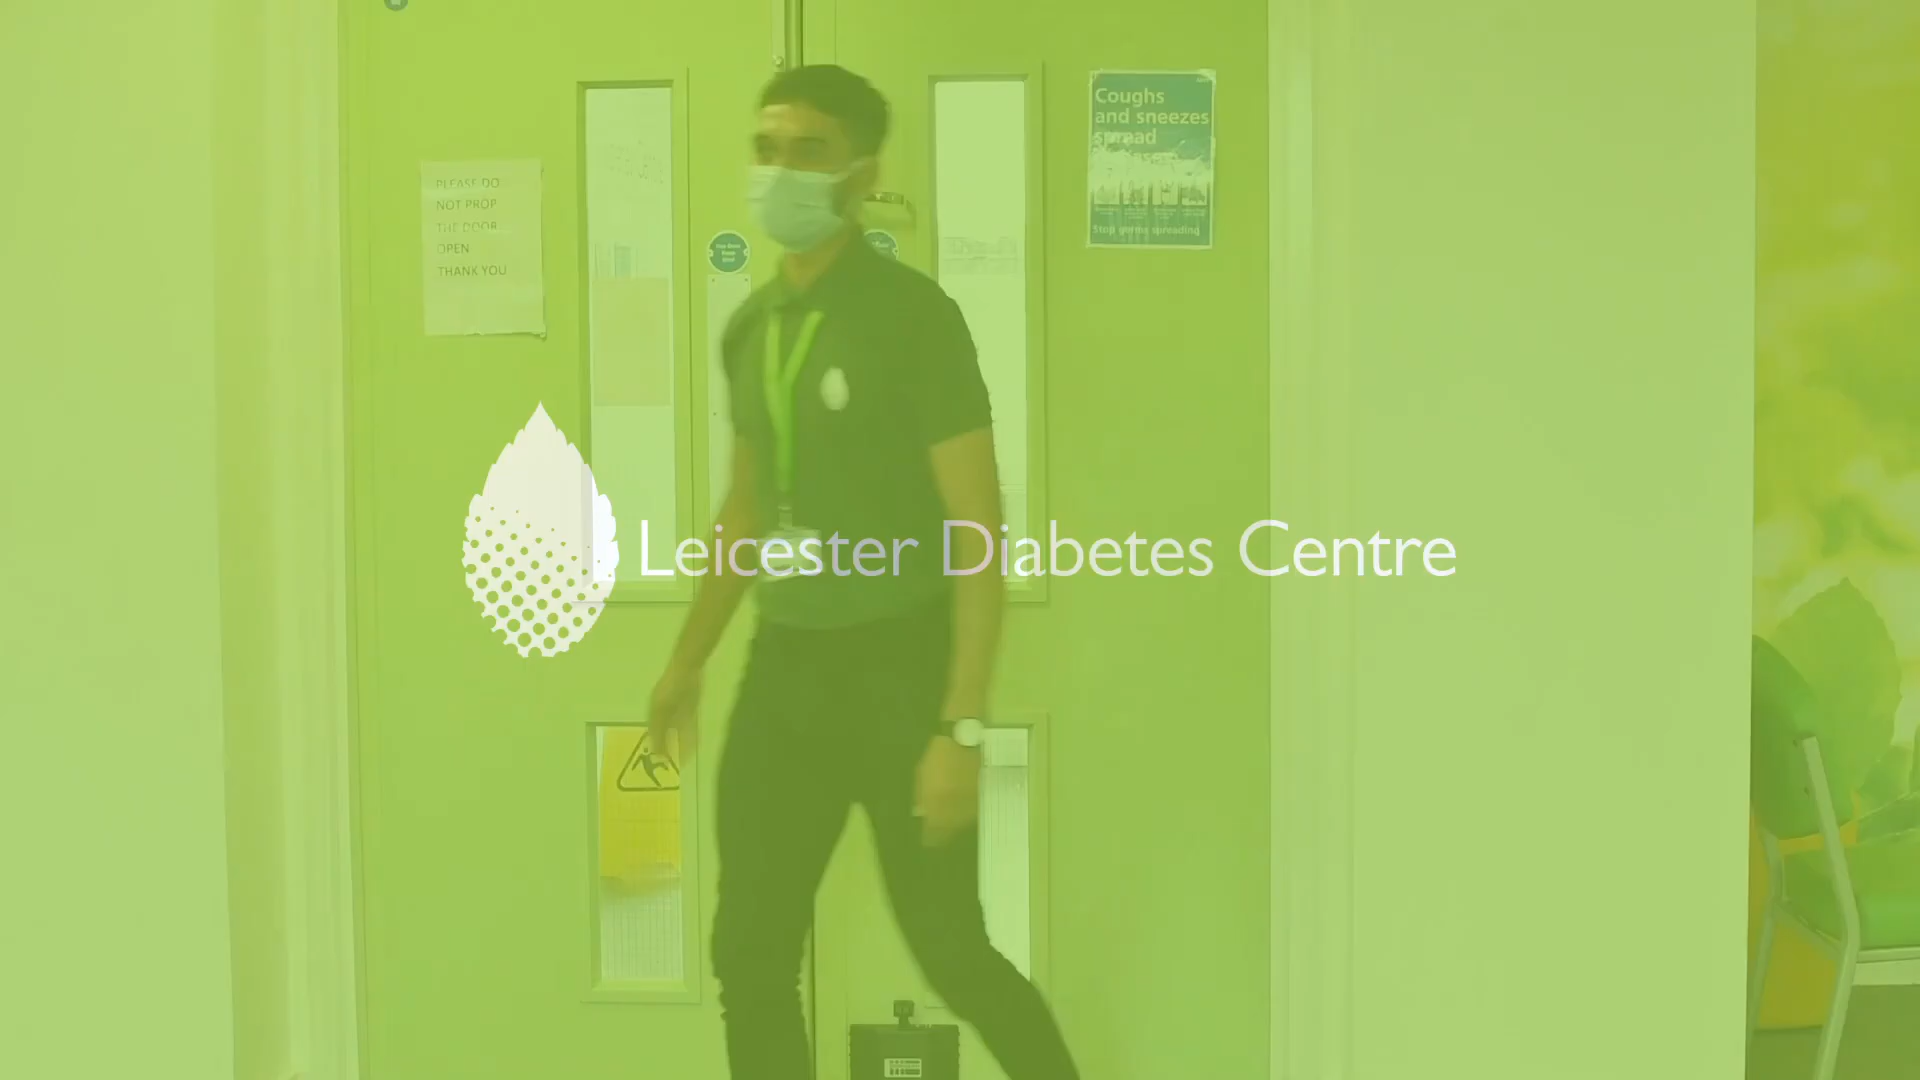 Coughs
and sneezes
spread
Stop germs spreading
PLEASE DO
NOT PROP
THE DOOR
OPEN
THANK YOU
Leicester Diabetes Centre